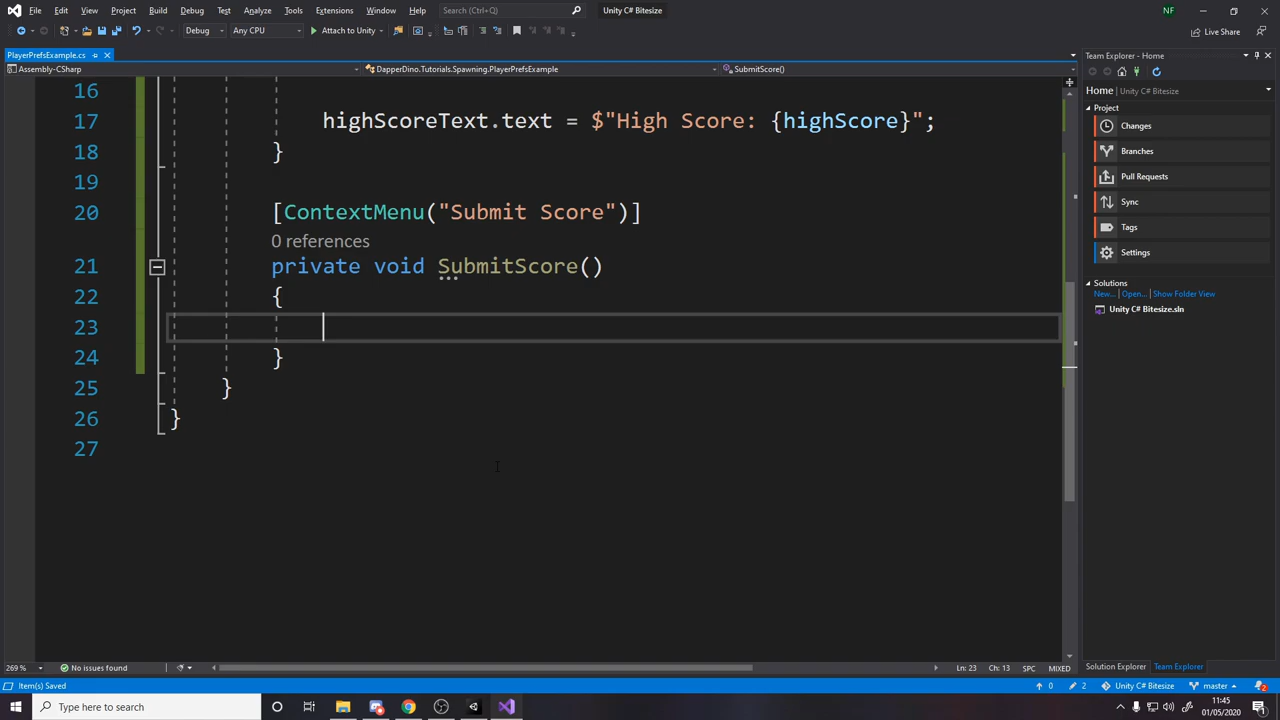 File Edit View Project Build Debug Test Analyze Tools Extensions Window Help Search (Ctrl+Q) Unity C# Bitesize NF
Debug Any CPU Attach to Unity Live Share
PlayerPrefsExample.cs
Assembly-CSharp DapperDino.Tutorials.Spawning.PlayerPrefsExample SubmitScore()
16
17 highScoreText.text = $"High Score: {highScore}";
18 }
19
20 [ContextMenu("Submit Score")]
0 references
21 private void SubmitScore()
22 {
23
24 }
25 }
26 }
27
Team Explorer - Home
Home Unity C# Bitesize
Project
Changes
Branches
Pull Requests
Sync
Tags
Settings
Solutions
New... Open... Show Folder View
Unity C# Bitesize.sln
269 % No issues found Ln: 23 Ch: 13 SPC MIXED
Solution Explorer Team Explorer
Item(s) Saved 0 2 Unity C# Bitesize master 2
Type here to search
11:45
01/05/2020
1